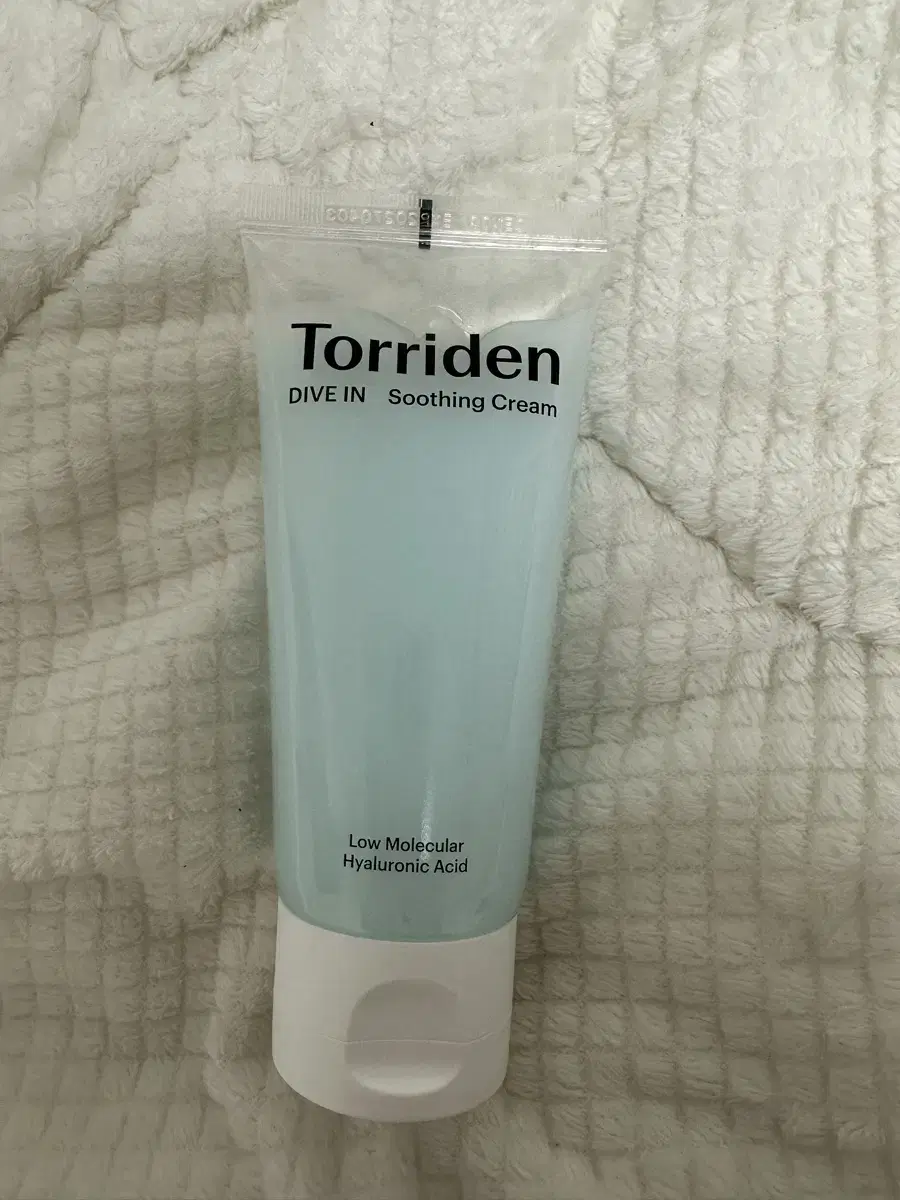 Torriden
DIVE IN Soothing Cream
Low Molecular
Hyaluronic Acid